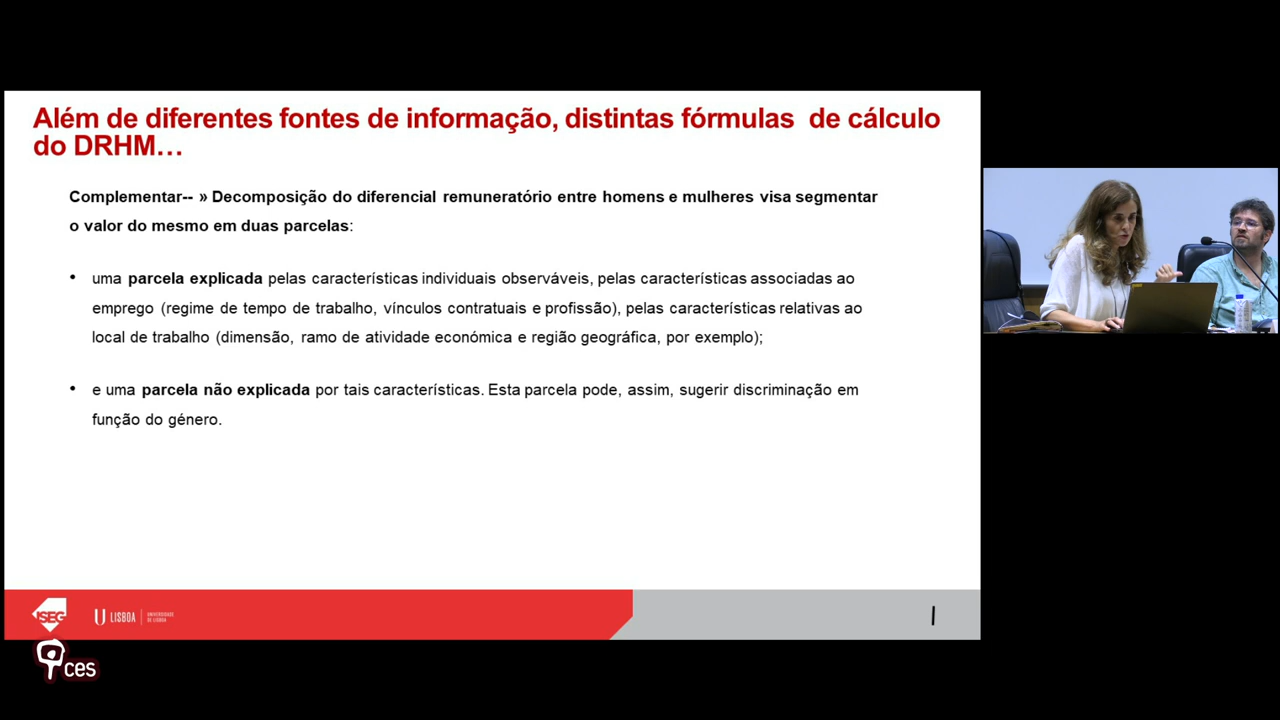 Além de diferentes fontes de informação, distintas fórmulas de cálculo
do DRHM…
Complementar-- » Decomposição do diferencial remuneratório entre homens e mulheres visa segmentar
o valor do mesmo em duas parcelas:
• uma parcela explicada pelas características individuais observáveis, pelas características associadas ao
emprego (regime de tempo de trabalho, vínculos contratuais e profissão), pelas características relativas ao
local de trabalho (dimensão, ramo de atividade económica e região geográfica, por exemplo);
• e uma parcela não explicada por tais características. Esta parcela pode, assim, sugerir discriminação em
função do género.
ISEG
U LISBOA
UNIVERSIDADE
DE LISBOA
ces